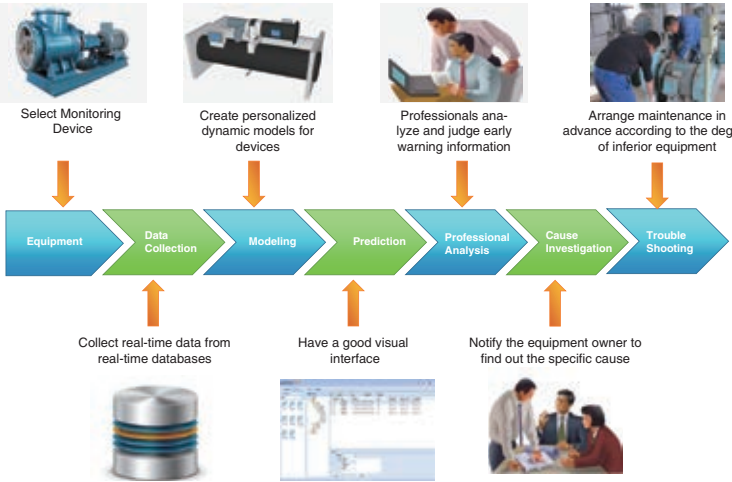 Select Monitoring
Device
Create personalized
dynamic models for
devices
Professionals ana-
lyze and judge early
warning information
Arrange maintenance in
advance according to the deg
of inferior equipment
Equipment
Data
Collection
Modeling
Prediction
Professional
Analysis
Cause
Investigation
Trouble
Shooting
Collect real-time data from
real-time databases
Have a good visual
interface
Notify the equipment owner to
find out the specific cause